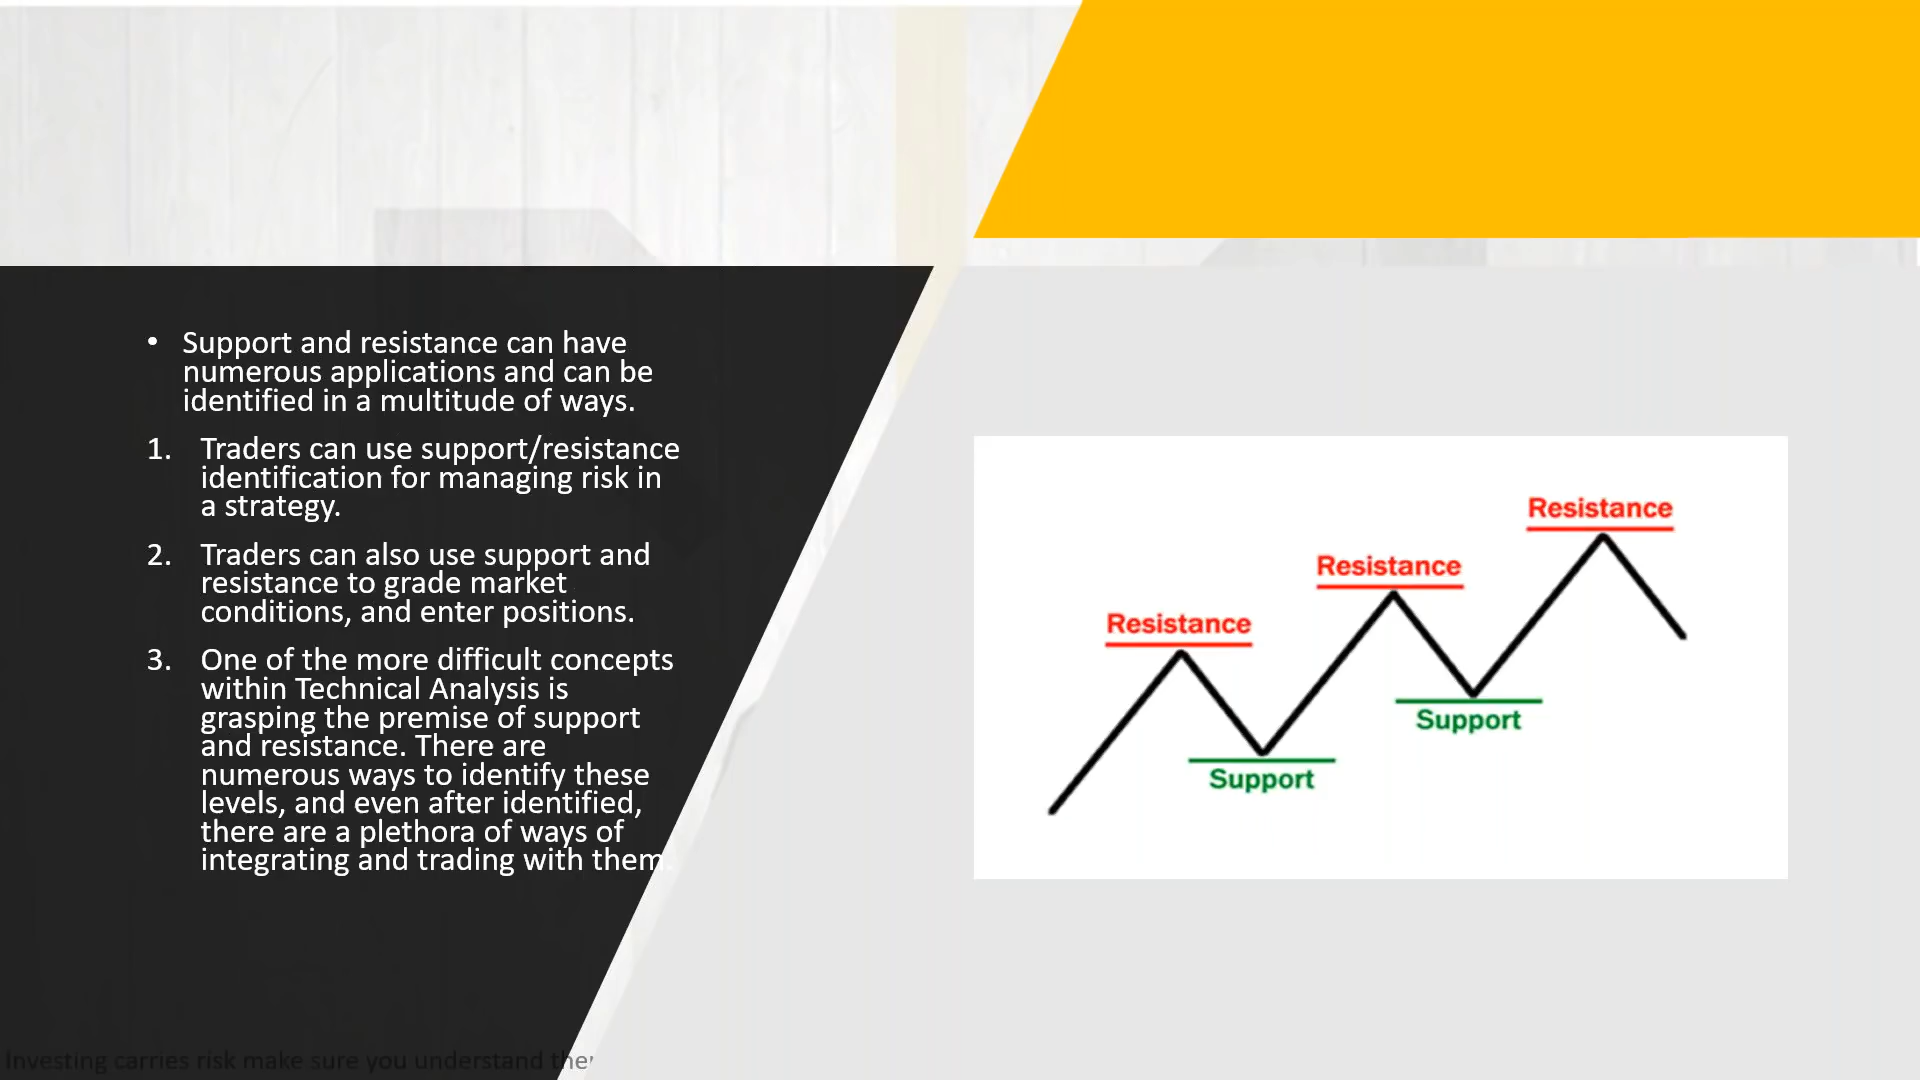 • Support and resistance can have
numerous applications and can be
identified in a multitude of ways.
1. Traders can use support/resistance
identification for managing risk in
a strategy.
2. Traders can also use support and
resistance to grade market
conditions, and enter positions.
3. One of the more difficult concepts
within Technical Analysis is
grasping the premise of support
and resistance. There are
numerous ways to identify these
levels, and even after identified,
there are a plethora of ways of
integrating and trading with them.
Resistance
Resistance
Resistance
Support
Support
Investing carries risk make sure you understand